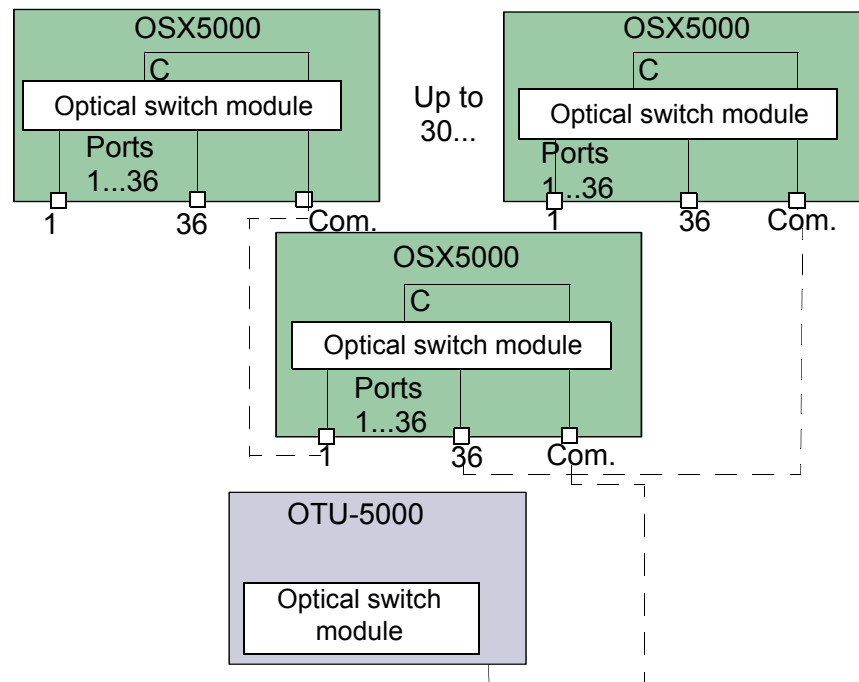 OSX5000
C
Optical switch module
Ports
1...36
1
36
Com.
Up to
30...
OSX5000
C
Optical switch module
Ports
1...36
1
36
Com.
OSX5000
C
Optical switch module
Ports
1...36
1
36
Com.
OTU-5000
Optical switch
module